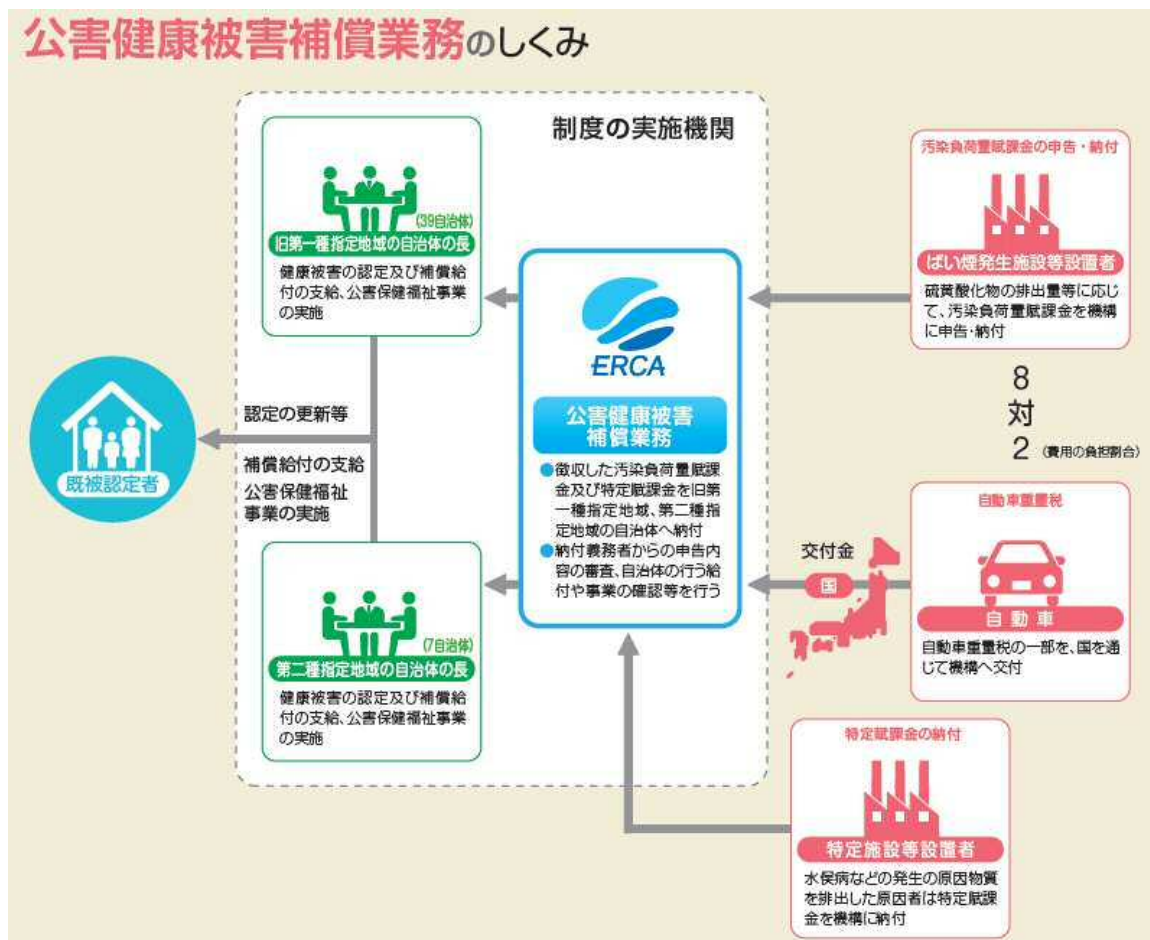 公害健康被害補償業務のしくみ
制度の実施機関
(39自治体)
旧第一種指定地域の自治体の長
健康被害の認定及び補償給
付の支給、公害保健福祉事業
の実施
認定の更新等
補償給付の支給
公害保健福祉
事業の実施
既被認定者
(7自治体)
第二種指定地域の自治体の長
健康被害の認定及び補償給
付の支給、公害保健福祉事業
の実施
ERCA
公害健康被害
補償業務
●徴収した汚染負荷量賦課
金及び特定賦課金を旧第
一種指定地域、第二種指
定地域の自治体へ納付
●納付義務者からの申告内
容の審査、自治体の行う給
付や事業の確認等を行う
汚染負荷量賦課金の申告・納付
ばい煙発生施設等設置者
硫黄酸化物の排出量等に応じ
て、汚染負荷量賦課金を機構
に申告・納付
8
対
2 (費用の負担割合)
交付金
国
自動車重量税
自動車
自動車重量税の一部を、国を通
じて機構へ交付
特定賦課金の納付
特定施設等設置者
水俣病などの発生の原因物質
を排出した原因者は特定賦課
金を機構に納付